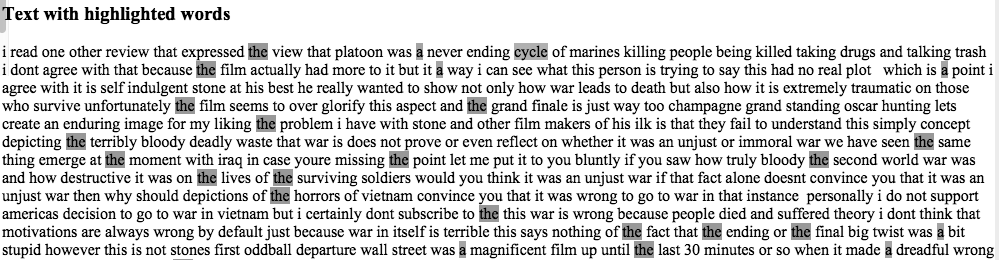 Text with highlighted words
i read one other review that expressed the view that platoon was a never ending cycle of marines killing people being killed taking drugs and talking trash
i dont agree with that because the film actually had more to it but it a way i can see what this person is trying to say this had no real plot which is a point i
agree with it is self indulgent stone at his best he really wanted to show not only how war leads to death but also how it is extremely traumatic on those
who survive unfortunately the film seems to over glorify this aspect and the grand finale is just way too champagne grand standing oscar hunting lets
create an enduring image for my liking the problem i have with stone and other film makers of his ilk is that they fail to understand this simply concept
depicting the terribly bloody deadly waste that war is does not prove or even reflect on whether it was an unjust or immoral war we have seen the same
thing emerge at the moment with iraq in case youre missing the point let me put it to you bluntly if you saw how truly bloody the second world war was
and how destructive it was on the lives of the surviving soldiers would you think it was an unjust war if that fact alone doesnt convince you that it was an
unjust war then why should depictions of the horrors of vietnam convince you that it was wrong to go to war in that instance personally i do not support
americas decision to go to war in vietnam but i certainly dont subscribe to the this war is wrong because people died and suffered theory i dont think that
motivations are always wrong by default just because war in itself is terrible this says nothing of the fact that the ending or the final big twist was a bit
stupid however this is not stones first oddball departure wall street was a magnificent film up until the last 30 minutes or so when it made a dreadful wrong